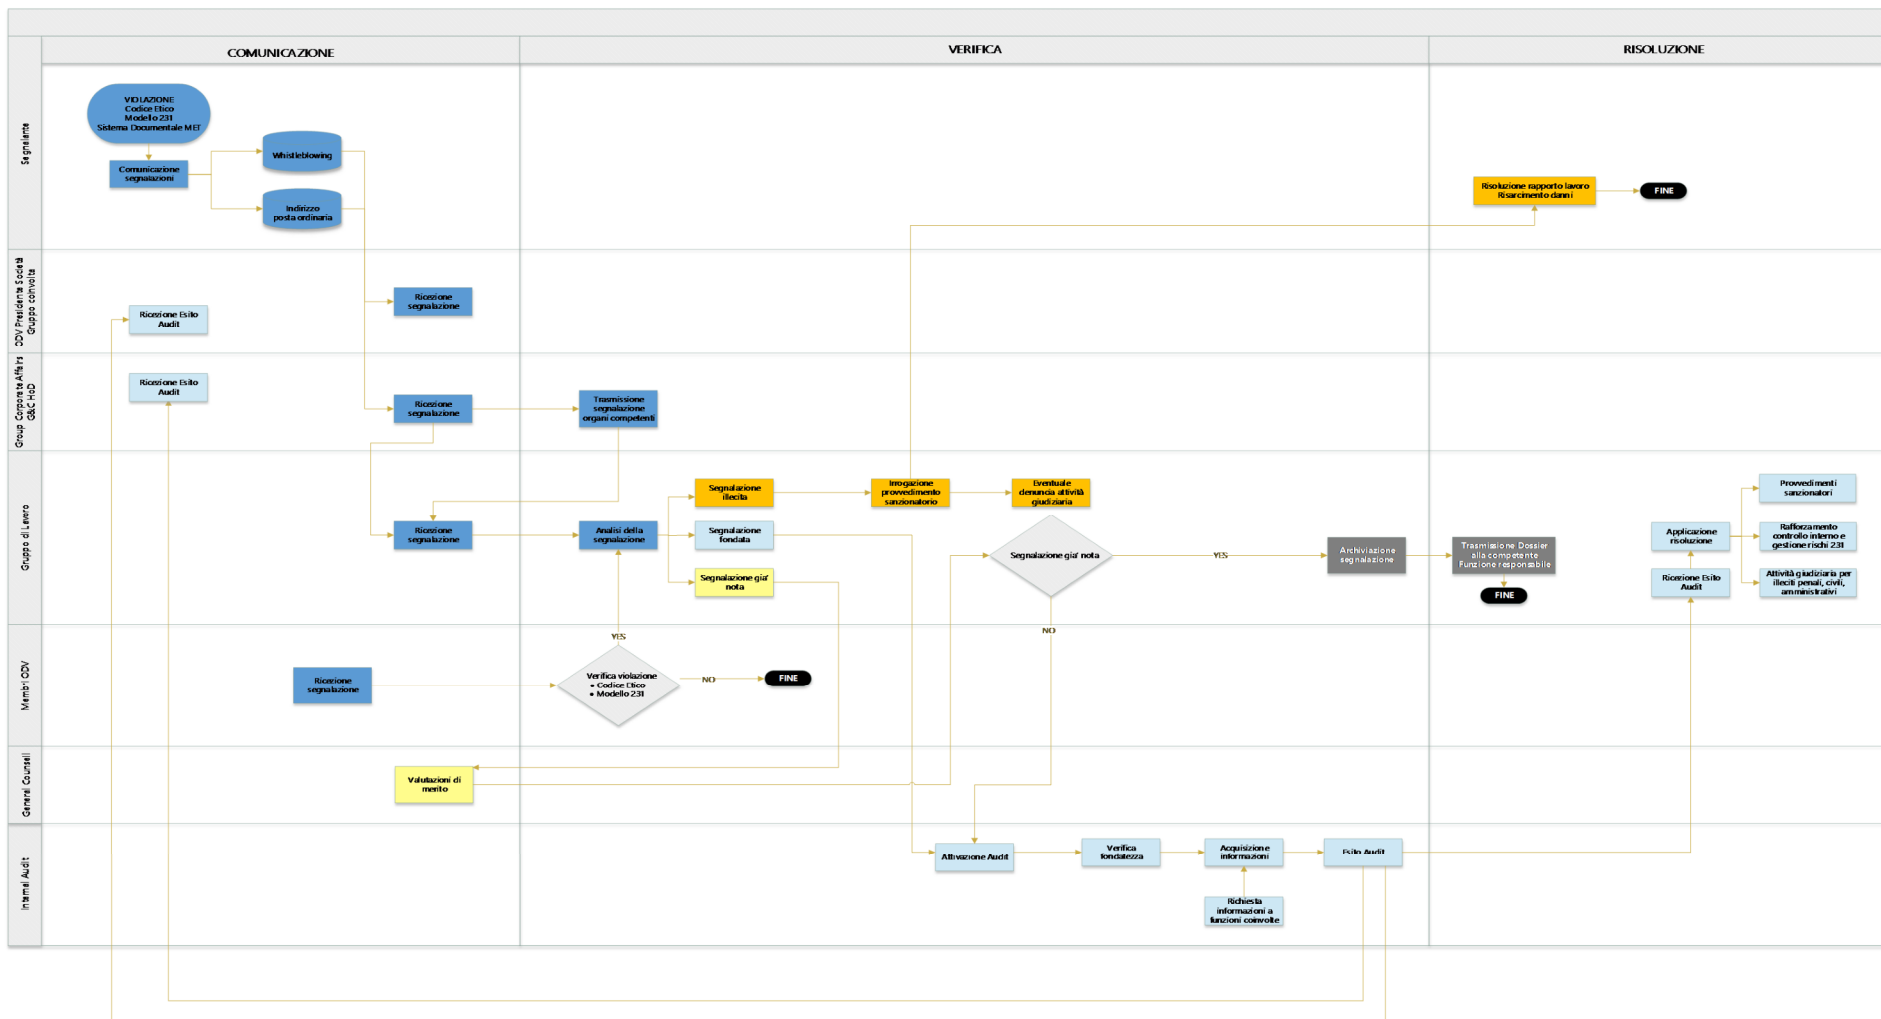 COMUNICAZIONE
VERIFICA
RISOLUZIONE
Segnalante
VIOLAZIONE
Codice Etico
Modello 231
Sistema Documentale MET
Comunicazione
segnalazioni
Whistleblowing
Indirizzo
posta ordinaria
Risoluzione rapporto lavoro
Risarcimento danni
FINE
ODV Presidente Società
Gruppo coinvolte
Ricezione
segnalazione
Ricezione Esito
Audit
Group Corporate Affairs
G&C HoD
Ricezione Esito
Audit
Ricezione
segnalazione
Trasmissione
segnalazione
organi competenti
Gruppo di Lavoro
Ricezione
segnalazione
Analisi della
segnalazione
Segnalazione
illecita
Segnalazione
fondata
Segnalazione gia'
nota
Irrogazione
provvedimento
sanzionatorio
Eventuale
denuncia attività
giudiziaria
Segnalazione gia' nota
YES
NO
Archiviazione
segnalazione
Trasmissione Dossier
alla competente
Funzione responsabile
FINE
Applicazione
risoluzione
Ricezione Esito
Audit
Provvedimenti
sanzionatori
Rafforzamento
controllo interno e
gestione rischi 231
Attività giudiziaria per
illeciti penali, civili,
amministrativi
Membri ODV
Ricezione
segnalazione
YES
Verifica violazione
• Codice Etico
• Modello 231
NO
FINE
General Counsell
Valutazioni di
merito
Internal Audit
Attivazione Audit
Verifica
fondatezza
Acquisizione
informazioni
Esito Audit
Richiesta
informazioni a
funzioni coinvolte